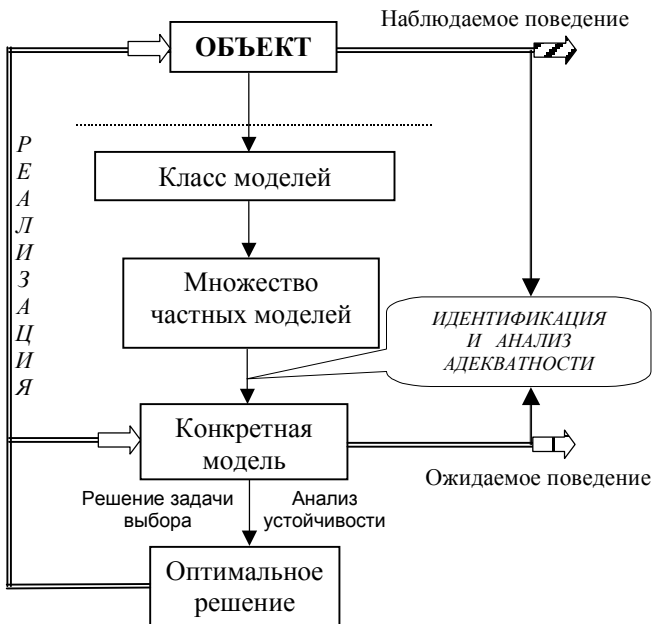 Наблюдаемое поведение
ОБЪЕКТ
РЕАЛИЗАЦИЯ
Класс моделей
Множество
частных моделей
ИДЕНТИФИКАЦИЯ
И АНАЛИЗ
АДЕКВАТНОСТИ
Конкретная
модель
Ожидаемое поведение
Решение задачи
выбора
Анализ
устойчивости
Оптимальное
решение